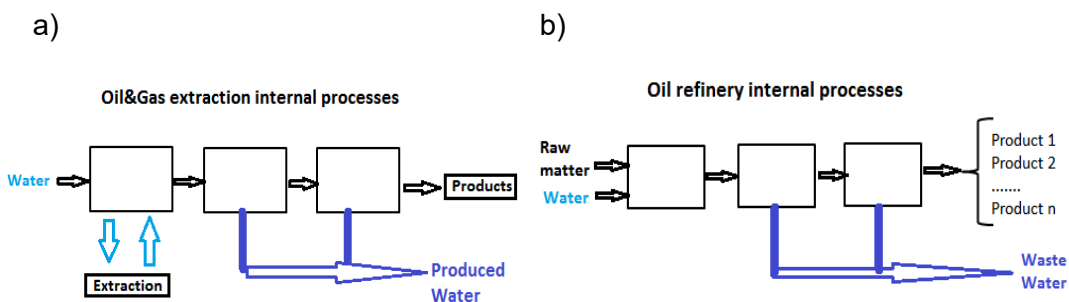 a)
Oil&Gas extraction internal processes
Water
Products
Extraction
Produced
Water
b)
Oil refinery internal processes
Raw
matter
Water
Product 1
Product 2
.......
Product n
Waste
Water